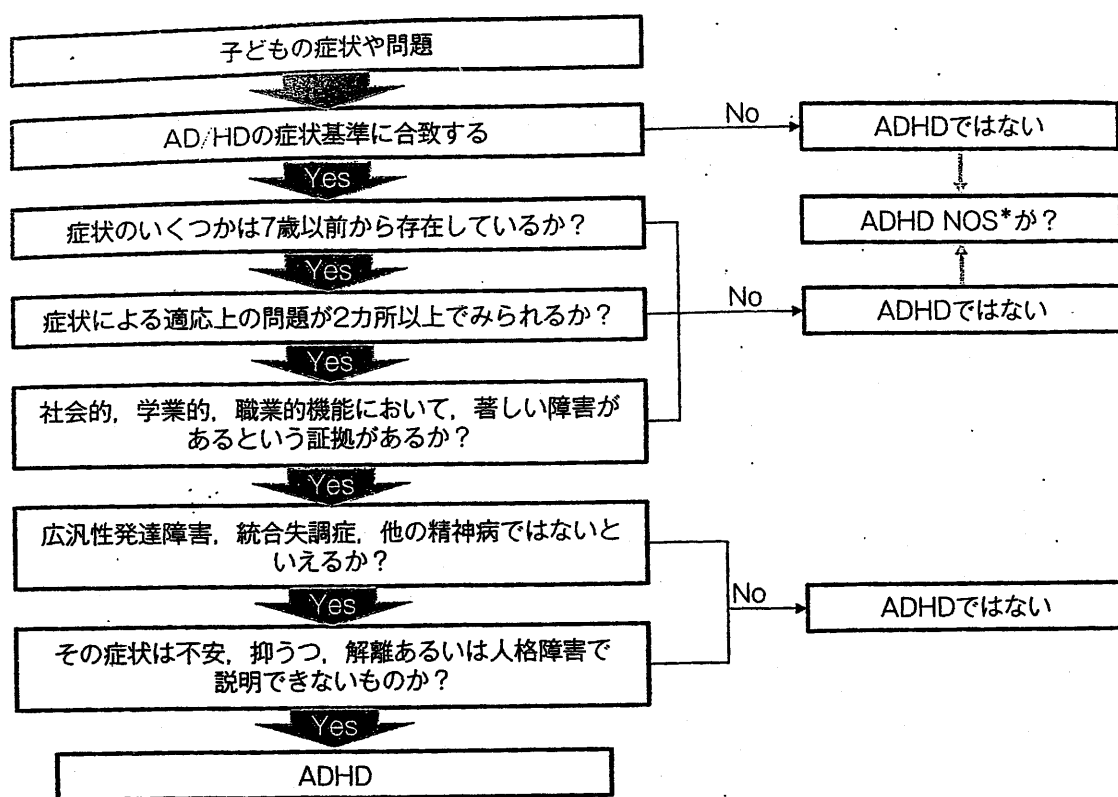 子どもの症状や問題
AD/HDの症状基準に合致する
No
ADHDではない
Yes
症状のいくつかは7歳以前から存在しているか？
ADHD NOS*が？
Yes
症状による適応上の問題が2カ所以上でみられるか？
No
ADHDではない
Yes
社会的，学業的，職業的機能において，著しい障害が
あるという証拠があるか？
Yes
広汎性発達障害，統合失調症，他の精神病ではないと
いえるか？
Yes
No
ADHDではない
その症状は不安，抑うつ，解離あるいは人格障害で
説明できないものか？
Yes
ADHD